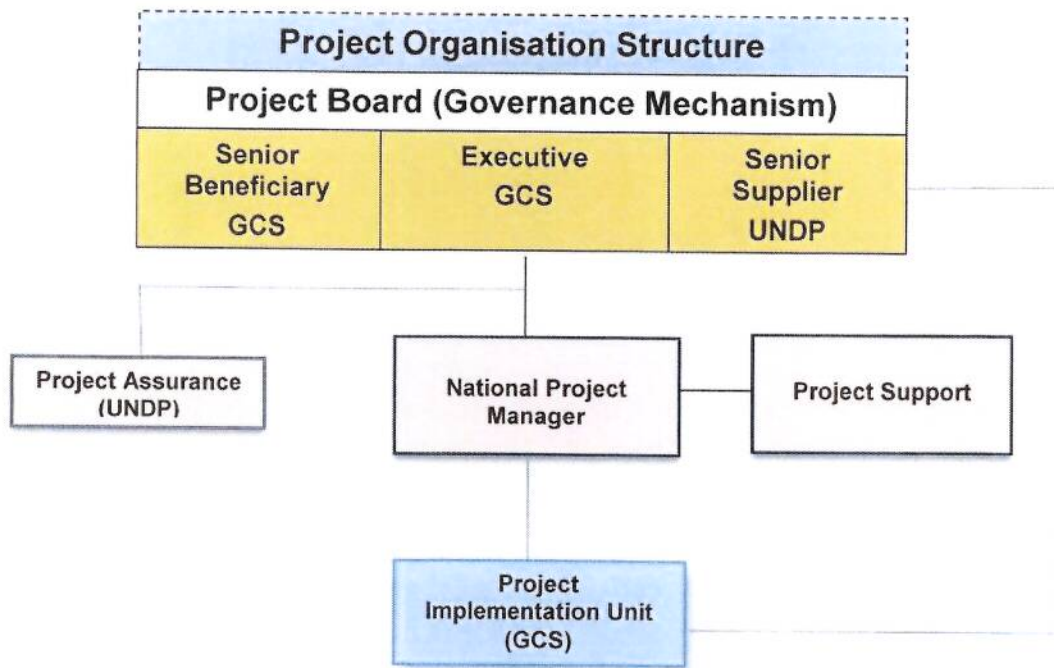 Project Organisation Structure
Project Board (Governance Mechanism)
Senior
Beneficiary
GCS
Executive
GCS
Senior
Supplier
UNDP
Project Assurance
(UNDP)
National Project
Manager
Project Support
Project
Implementation Unit
(GCS)